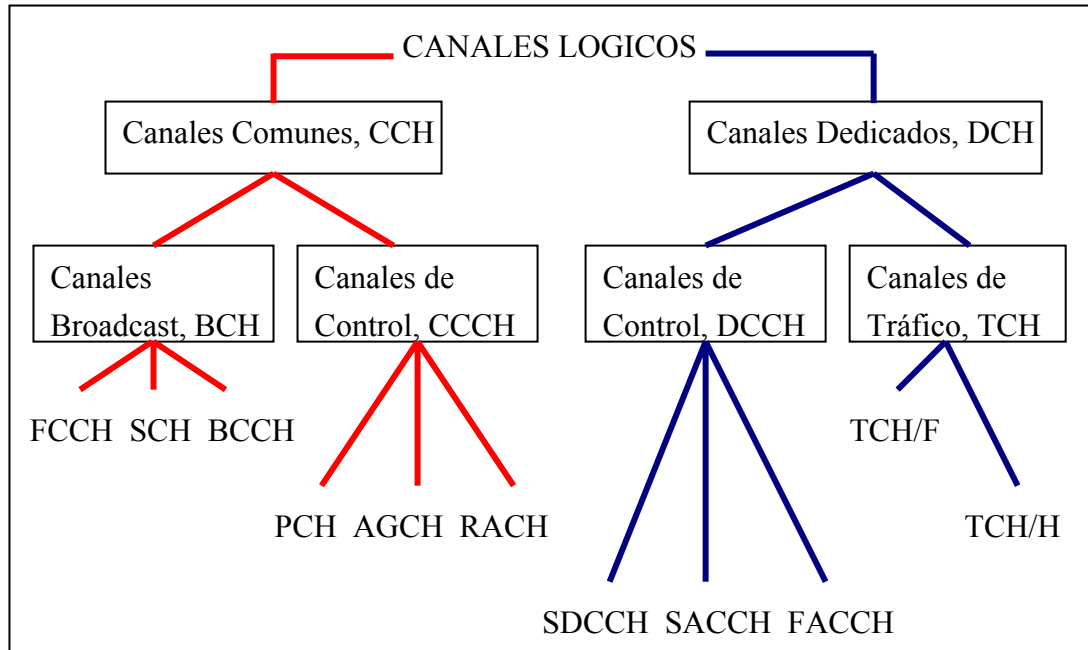 CANALES LOGICOS
Canales Comunes, CCH
Canales Dedicados, DCH
Canales
Broadcast, BCH
Canales de
Control, CCCH
Canales de
Control, DCCH
Canales de
Tráfico, TCH
FCCH SCH BCCH
TCH/F
PCH AGCH RACH
TCH/H
SDCCH SACCH FACCH